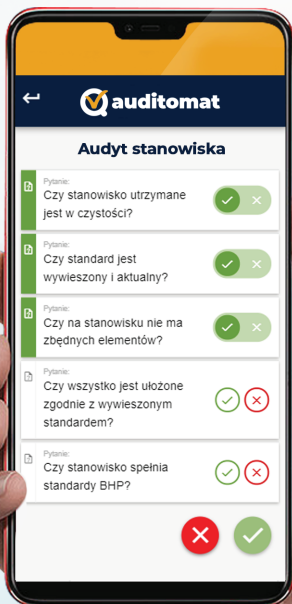 auditomat
Audyt stanowiska
Pytanie:
Czy stanowisko utrzymane
jest w czystości?
Pytanie:
Czy standard jest
wywieszony i aktualny?
Pytanie:
Czy na stanowisku nie ma
zbędnych elementów?
Pytanie:
Czy wszystko jest ułożone
zgodnie z wywieszonym
standardem?
Pytanie:
Czy stanowisko spełnia
standardy BHP?